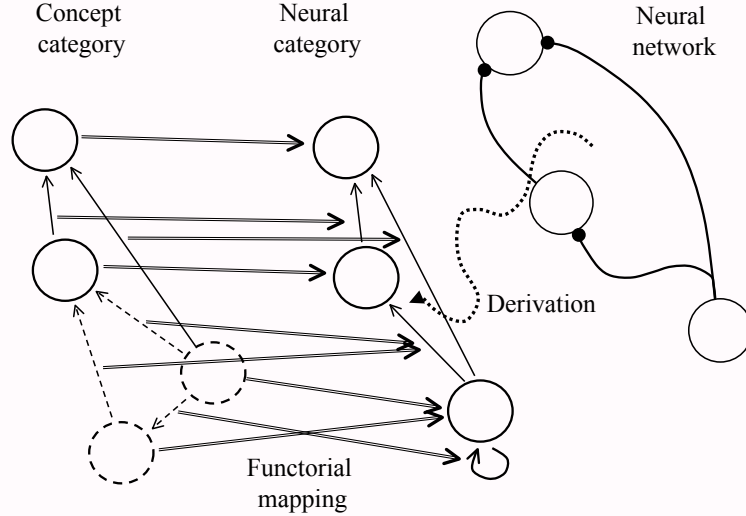 Concept
category
Neural
category
Neural
network
Derivation
Functorial
mapping